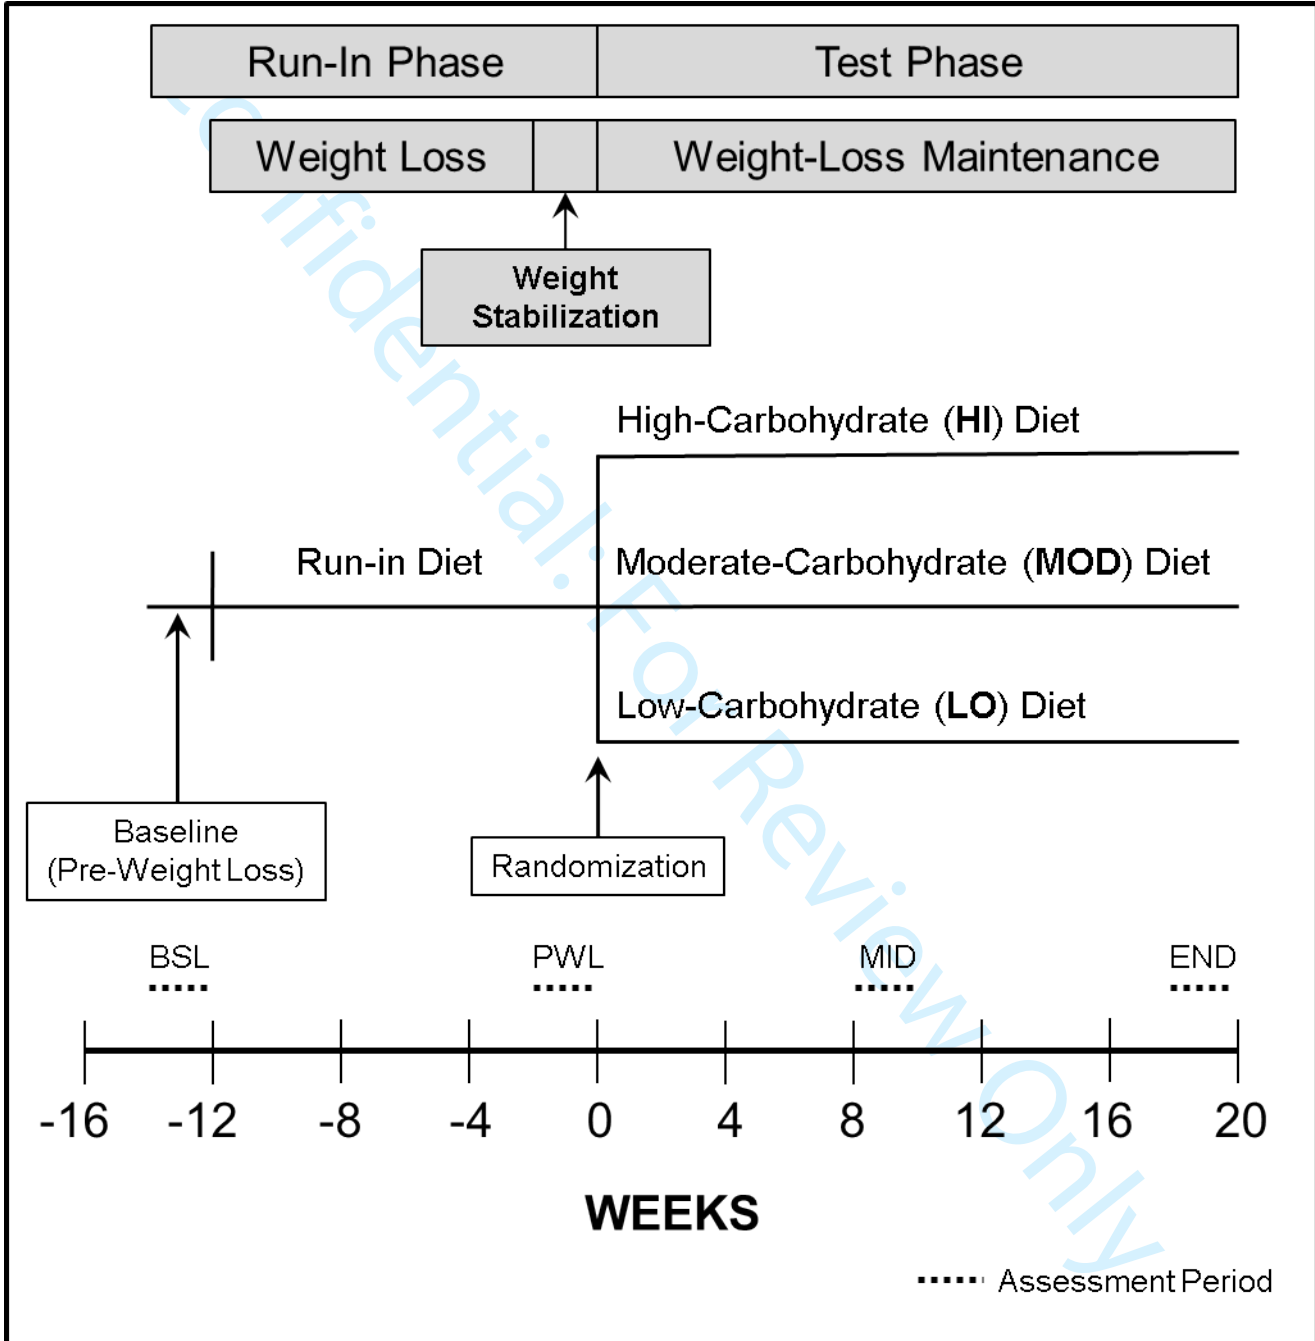 Run-In Phase
Test Phase
Weight Loss
Weight-Loss Maintenance
Weight
Stabilization
High-Carbohydrate (HI) Diet
Run-in Diet
Moderate-Carbohydrate (MOD) Diet
Low-Carbohydrate (LO) Diet
Baseline
(Pre-Weight Loss)
Randomization
BSL
PWL
MID
END
-16 -12 -8 -4 0 4 8 12 16 20
WEEKS
Assessment Period
Confidential: For Review Only